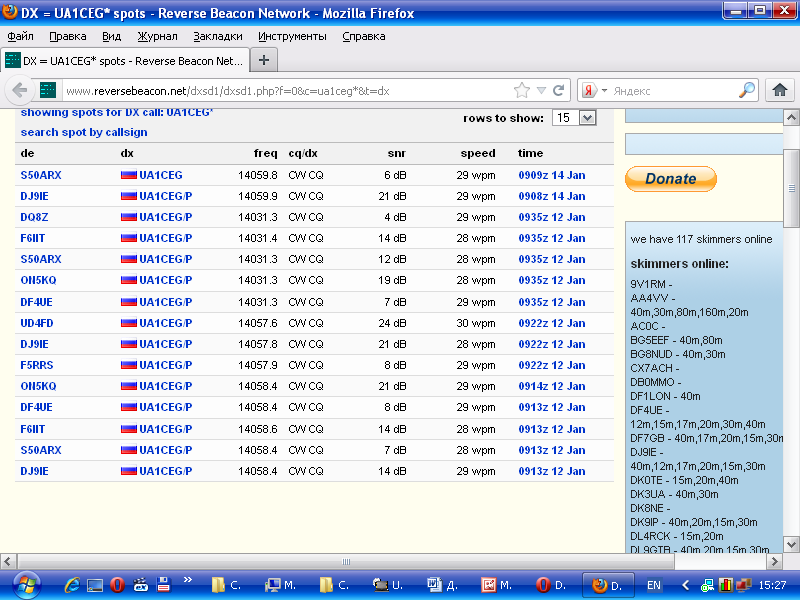 DX = UA1CEG* spots - Reverse Beacon Network - Mozilla Firefox
Файл Правка Вид Журнал Закладки Инструменты Справка
DX = UA1CEG* spots - Reverse Beacon Net... +
www.reversebeacon.net/dxsd1/dxsd1.php?f=0&c=ua1ceg*&t=dx Яндекс
showing spots for DX call: UA1CEG*
rows to show: 15
search spot by callsign
de dx freq cq/dx snr speed time
S50ARX UA1CEG 14059.8 CW CQ 6 dB 29 wpm 0909z 14 Jan
DJ9IE UA1CEG/P 14059.9 CW CQ 21 dB 29 wpm 0908z 14 Jan
DQ8Z UA1CEG/P 14031.3 CW CQ 4 dB 29 wpm 0935z 12 Jan
F6IIT UA1CEG/P 14031.4 CW CQ 14 dB 28 wpm 0935z 12 Jan
S50ARX UA1CEG/P 14031.3 CW CQ 12 dB 28 wpm 0935z 12 Jan
ON5KQ UA1CEG/P 14031.3 CW CQ 19 dB 28 wpm 0935z 12 Jan
DF4UE UA1CEG/P 14031.3 CW CQ 7 dB 29 wpm 0935z 12 Jan
UD4FD UA1CEG/P 14057.6 CW CQ 24 dB 30 wpm 0922z 12 Jan
DJ9IE UA1CEG/P 14057.8 CW CQ 21 dB 28 wpm 0922z 12 Jan
F5RRS UA1CEG/P 14057.9 CW CQ 8 dB 29 wpm 0922z 12 Jan
ON5KQ UA1CEG/P 14058.4 CW CQ 21 dB 29 wpm 0914z 12 Jan
DF4UE UA1CEG/P 14058.4 CW CQ 8 dB 29 wpm 0913z 12 Jan
F6IIT UA1CEG/P 14058.6 CW CQ 14 dB 28 wpm 0913z 12 Jan
S50ARX UA1CEG/P 14058.4 CW CQ 7 dB 28 wpm 0913z 12 Jan
DJ9IE UA1CEG/P 14058.4 CW CQ 14 dB 29 wpm 0913z 12 Jan
Donate
we have 117 skimmers online
skimmers online:
9V1RM -
AA4VV -
40m,30m,80m,160m,20m
AC0C -
BG5EEF - 40m,80m
BG8NUD - 40m,30m
CX7ACH -
DB0MMO -
DF1LON - 40m
DF4UE -
12m,15m,17m,20m,30m,40m
DF7GB - 40m,17m,20m,15m,30m
DJ9IE -
40m,12m,17m,20m,15m,30m
DK0TE - 15m,20m,40m
DK3UA - 40m,30m
DK8NE -
DK9IP - 40m,20m,15m,30m
DL4RCK - 15m,20m
DL9GTB - 40m,20m,15m,30m
» С. M. С. U. Д. M. D. D. EN 15:27